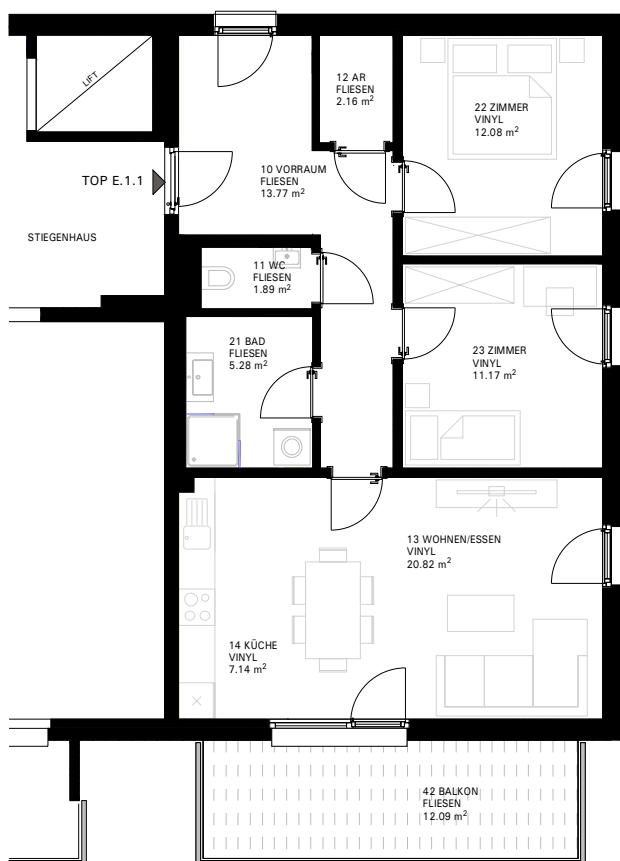 LIFT
12 AR
FLIESEN
2.16 m²
22 ZIMMER
VINYL
12.08 m²
TOP E.1.1
10 VORRAUM
FLIESEN
13.77 m²
STIEGENHAUS
11 WC
FLIESEN
1.89 m²
21 BAD
FLIESEN
5.28 m²
23 ZIMMER
VINYL
11.17 m²
13 WOHNEN/ESSEN
VINYL
20.82 m²
14 KÜCHE
VINYL
7.14 m²
42 BALKON
FLIESEN
12.09 m²